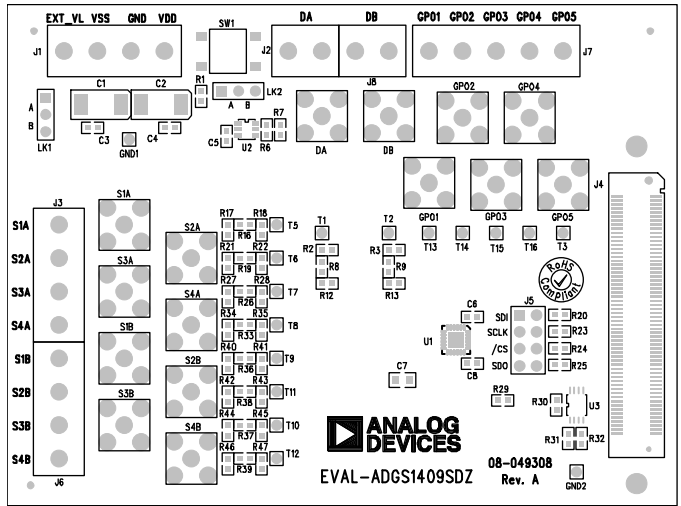 EXT_VL VSS GND VDD
SW1
DA DB
GPO1 GPO2 GPO3 GPO4 GPO5
J1
J2
J7
C1 C2
R1
LK2
A B
J8
GPO2 GPO4
A
B
LK1
C3
GND1
C4
C5
U2
R6
R7
DA DB
J4
GPO1 GPO3 GPO5
J3
S1A
S1A
S2A
R17 R18
R16
T5
T1
T2
T13 T14 T15 T16 T3
S2A
S3A
R21 R22
R19
T6
R2
R8
R12
R3
R9
R13
RoHS
Compliant
S3A
S4A
R27 R28
R26
T7
S4A
S1B
R34 R35
R33
T8
C6
J5
SDI
R20
U1
SCLK
R23
/CS
R24
S1B
S2B
R40 R41
R36
T9
C8
SDO
R25
C7
S2B
S3B
R42 R43
R38
T11
R29
R30
U3
S3B
S4B
R44 R45
R37
T10
ANALOG
DEVICES
R31 R32
S4B
R46 R47
R39
T12
J6
EVAL-ADGS1409SDZ
08-049308
Rev. A
GND2